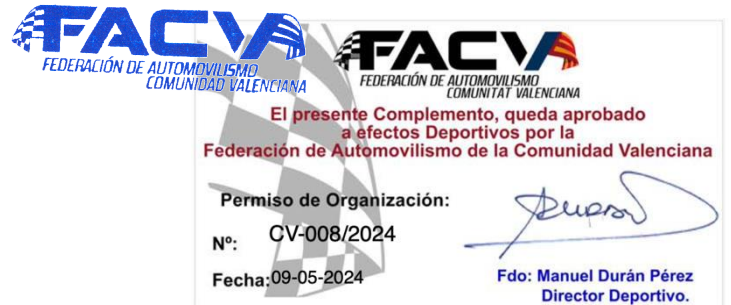 FACV
FEDERACIÓN DE AUTOMOVILISMO
COMUNIDAD VALENCIANA
FACV
FEDERACIÓN DE AUTOMOVILISMO
COMUNITAT VALENCIANA
El presente Complemento, queda aprobado
a efectos Deportivos por la
Federación de Automovilismo de la Comunidad Valenciana
Permiso de Organización:
Nº: CV-008/2024
Fecha:09-05-2024
Fdo: Manuel Durán Pérez
Director Deportivo.